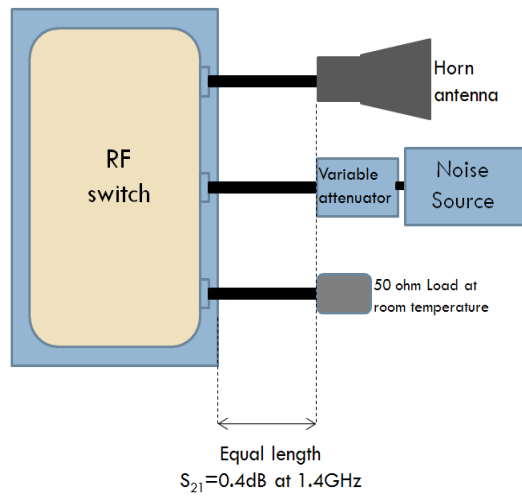 RF
switch
Horn
antenna
Variable
attenuator
Noise
Source
50 ohm Load at
room temperature
Equal length
S21=0.4dB at 1.4GHz